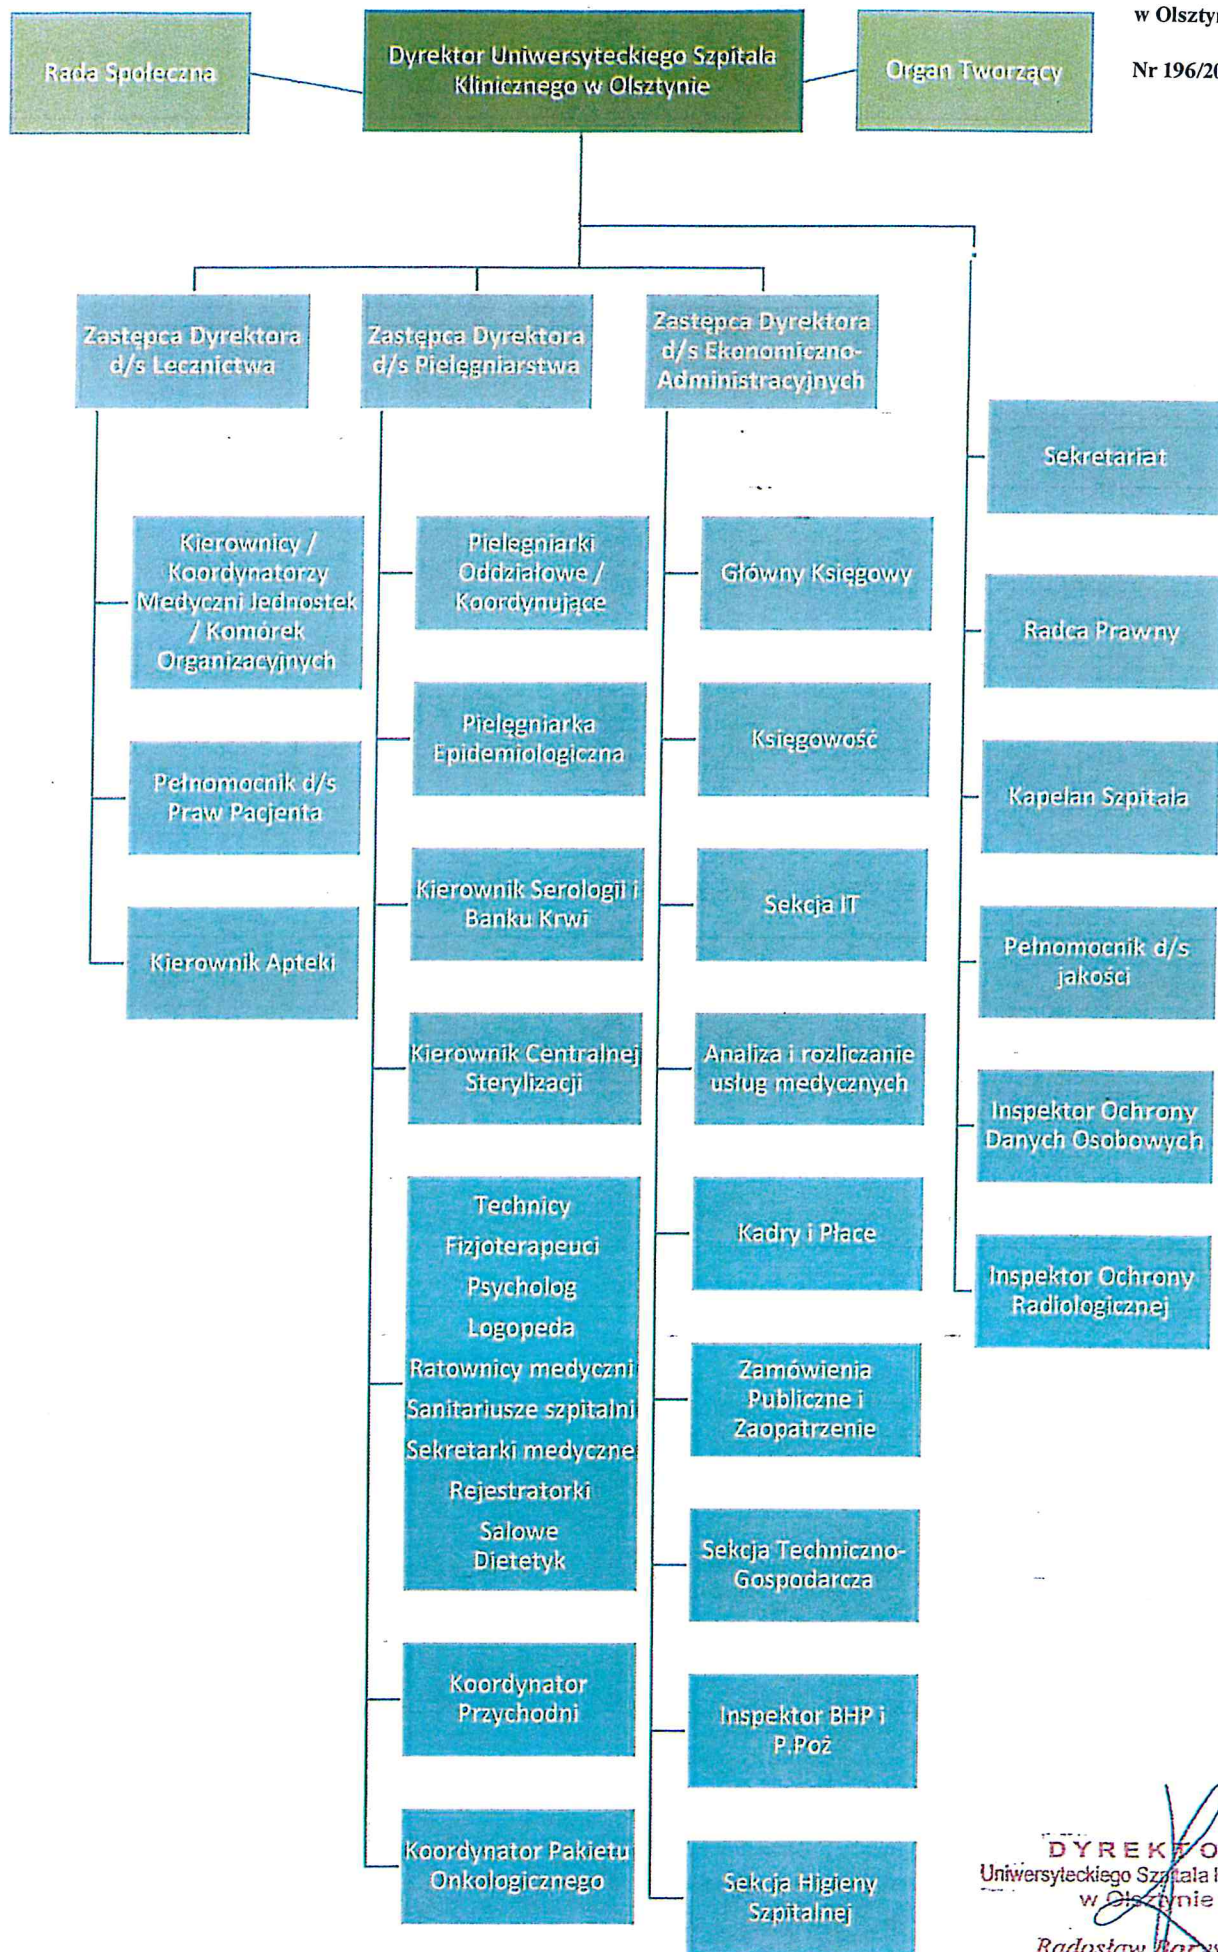 w Olszty
Nr 196/20
Rada Społeczna
Dyrektor Uniwersyteckiego Szpitala
Klinicznego w Olsztynie
Organ Tworzący
Zastępca Dyrektora
d/s Lecznictwa
Zastępca Dyrektora
d/s Pielęgniarstwa
Zastępca Dyrektora
d/s Ekonomiczno-
Administracyjnych
Kierownicy /
Koordynatorzy
Medyczni Jednostek
/ Komórek
Organizacyjnych
Pełnomocnik d/s
Praw Pacjenta
Kierownik Apteki
Pielegniarki
Oddziałowe /
Koordynujące
Pielęgniarka
Epidemiologiczna
Kierownik Serologii i
Banku Krwi
Kierownik Centralnej
Sterylizacji
Technicy
Fizjoterapeuci
Psycholog
Logopeda
Ratownicy medyczni
Sanitariusze szpitalni
Sekretarki medyczne
Rejestratorki
Salowe
Dietetyk
Koordynator
Przychodni
Koordynator Pakietu
Onkologicznego
Główny Księgowy
Księgowość
Sekcja IT
Analiza i rozliczanie
usług medycznych
Kadry i Płace
Zamówienia
Publiczne i
Zaopatrzenie
Sekcja Techniczno-
Gospodarcza
Inspektor BHP i
P.Poż
Sekcja Higieny
Szpitalnej
Sekretariat
Radca Prawny
Kapelan Szpitala
Pełnomocnik d/s
jakości
Inspektor Ochrony
Danych Osobowych
Inspektor Ochrony
Radiologicznej
DYREKTO
Uniwersyteckiego Szpitala
w Olsztynie
Radosław